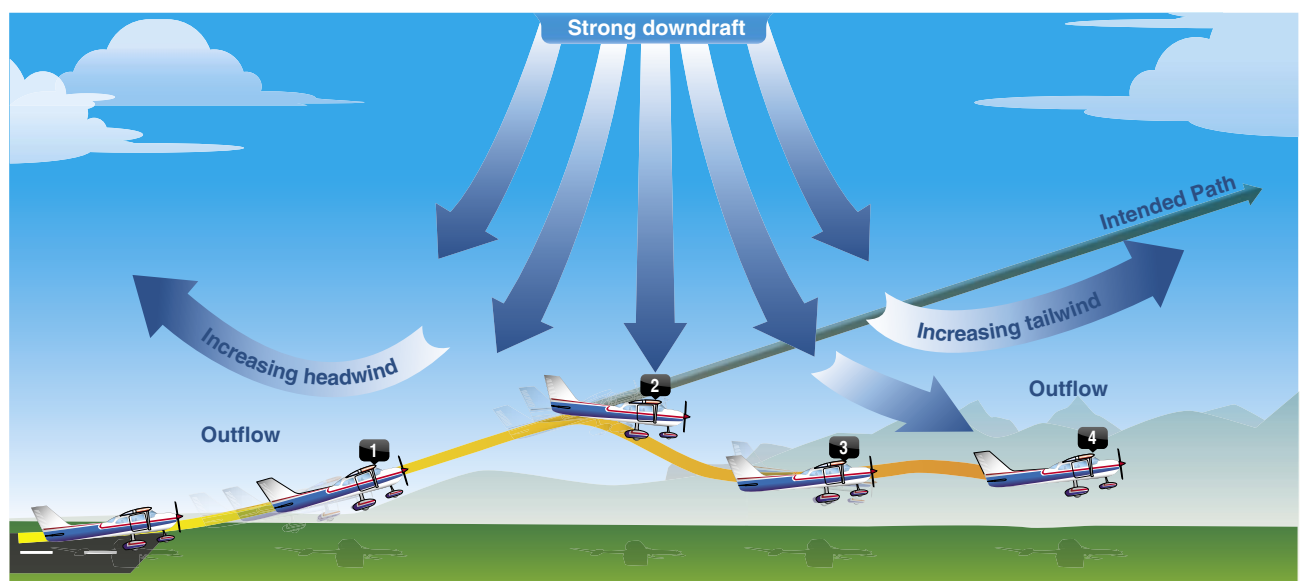 Strong downdraft
Intended Path
Increasing headwind
Increasing tailwind
Outflow
Outflow
1
2
3
4